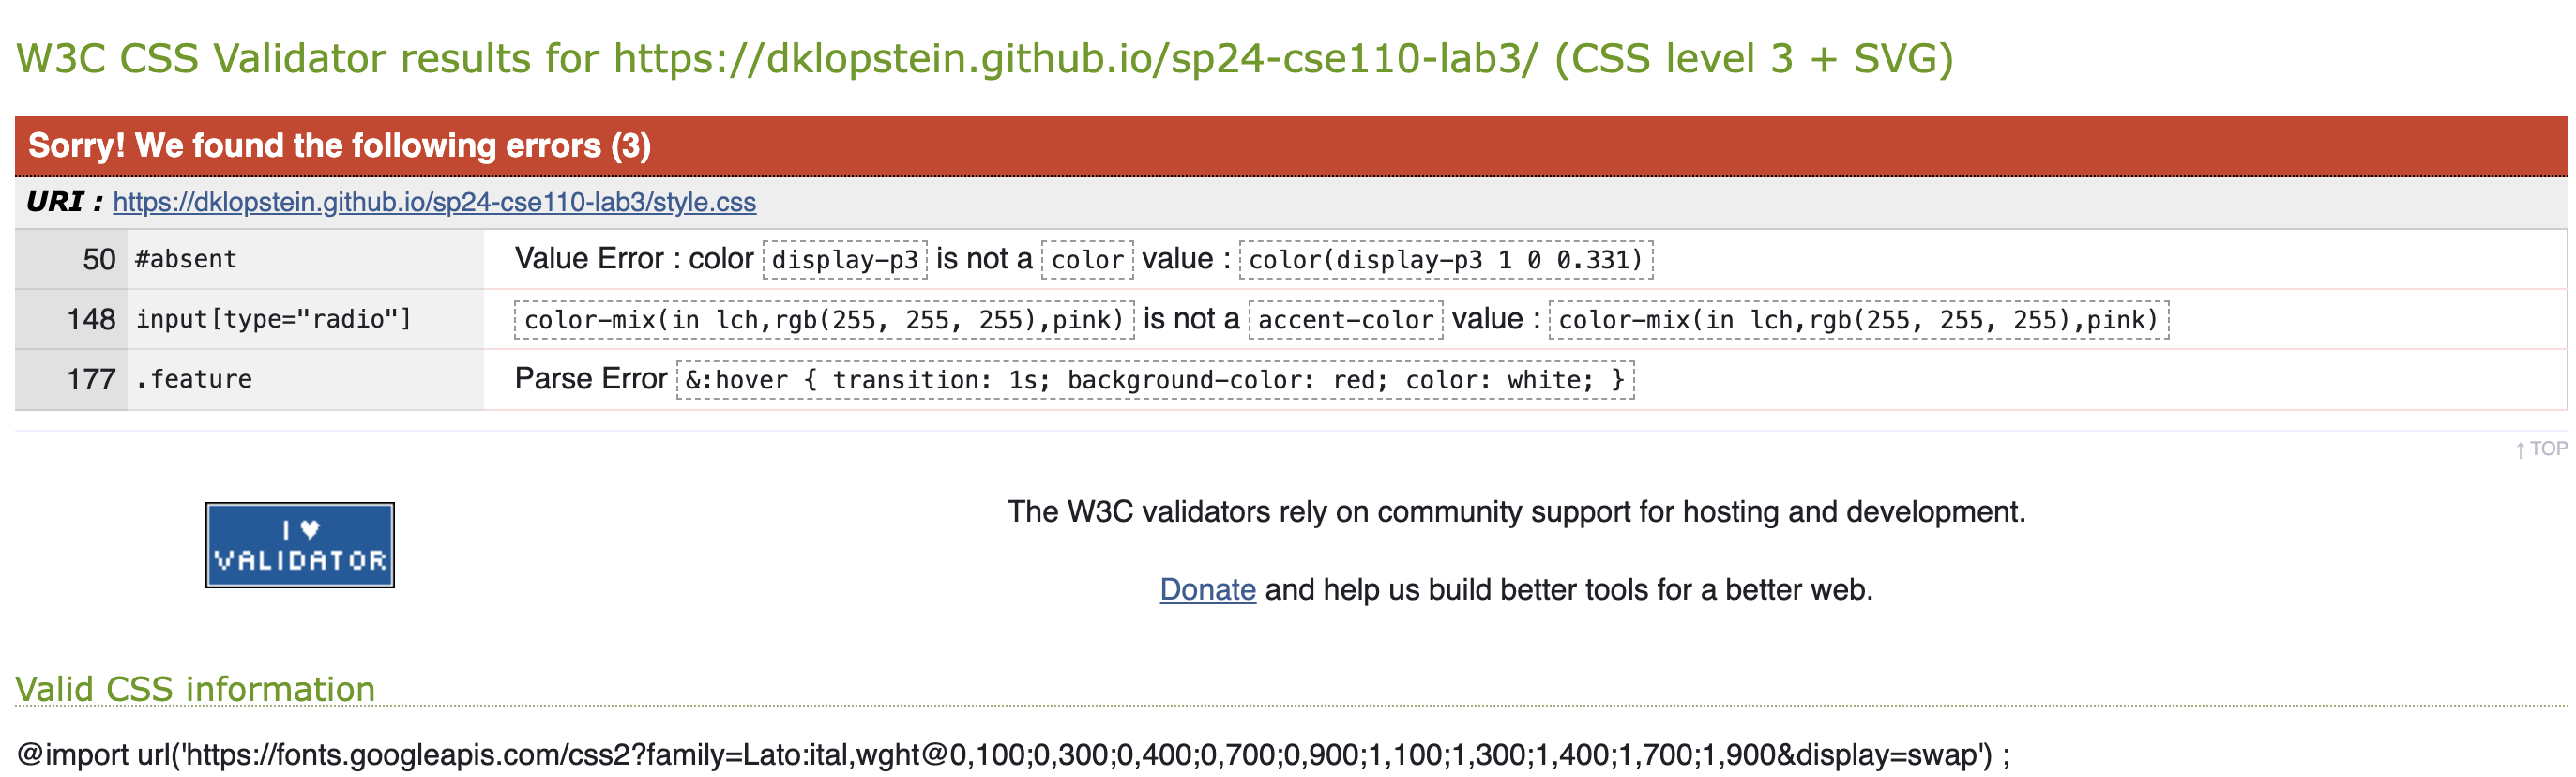 W3C CSS Validator results for https://dklopstein.github.io/sp24-cse110-lab3/ (CSS level 3 + SVG)
Sorry! We found the following errors (3)
URI : https://dklopstein.github.io/sp24-cse110-lab3/style.css
50 #absent Value Error : color display-p3 is not a color value : color(display-p3 1 0 0.331)
148 input[type="radio"] color-mix(in lch,rgb(255, 255, 255),pink) is not a accent-color value : color-mix(in lch,rgb(255, 255, 255),pink)
177 .feature Parse Error &:hover { transition: 1s; background-color: red; color: white; }
↑ TOP
I ♥
VALIDATOR
The W3C validators rely on community support for hosting and development.
Donate and help us build better tools for a better web.
Valid CSS information
@import url('https://fonts.googleapis.com/css2?family=Lato:ital,wght@0,100;0,300;0,400;0,700;0,900;1,100;1,300;1,400;1,700;1,900&display=swap') ;